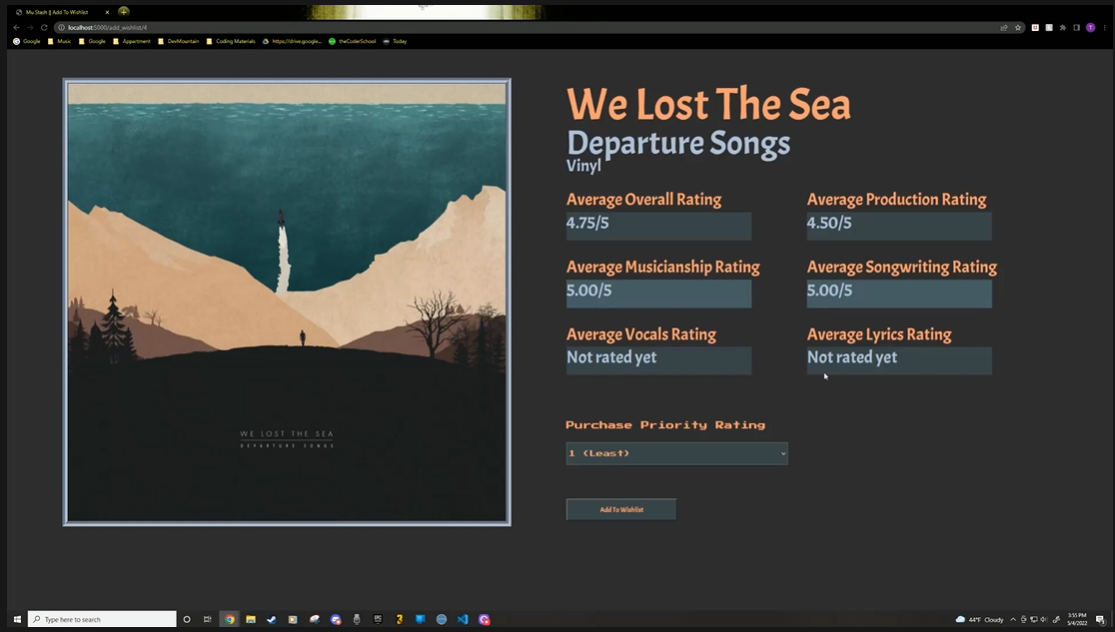 Mu Stash || Add To Wishlist
localhost:5000/add_wishlist/4
Google Music Google Appartment DevMountain Coding Materials https://drive.google... theCoderSchool Today
We Lost The Sea
Departure Songs
Vinyl
Average Overall Rating Average Production Rating
4.75/5 4.50/5
Average Musicianship Rating Average Songwriting Rating
5.00/5 5.00/5
Average Vocals Rating Average Lyrics Rating
Not rated yet Not rated yet
Purchase Priority Rating
1 (Least)
Add To Wishlist
WE LOST THE SEA
DEPARTURE SONGS
Type here to search
44°F Cloudy
3:55 PM
5/4/2022